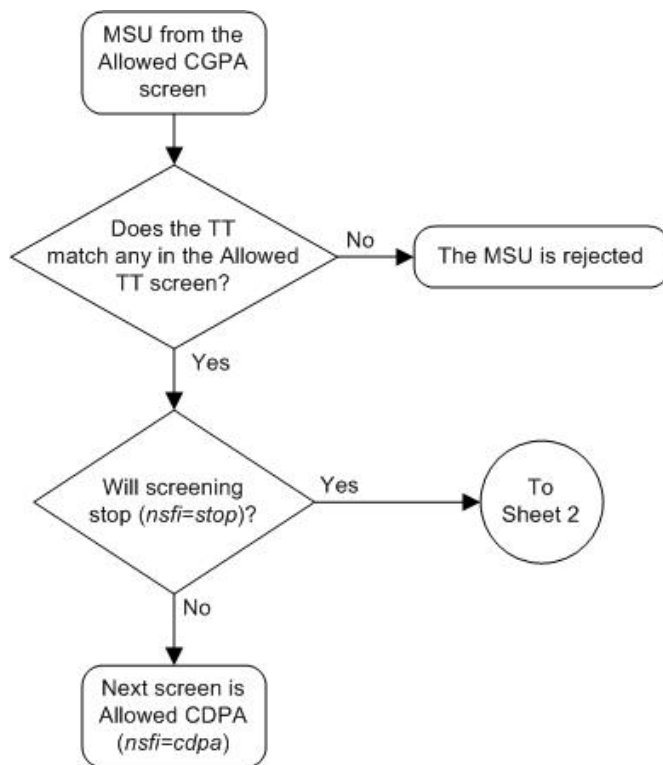 MSU from the
Allowed CGPA
screen
Does the TT
match any in the Allowed
TT screen?
No
The MSU is rejected
Yes
Will screening
stop (nsfi=stop)?
Yes
To
Sheet 2
No
Next screen is
Allowed CDPA
(nsfi=cdpa)